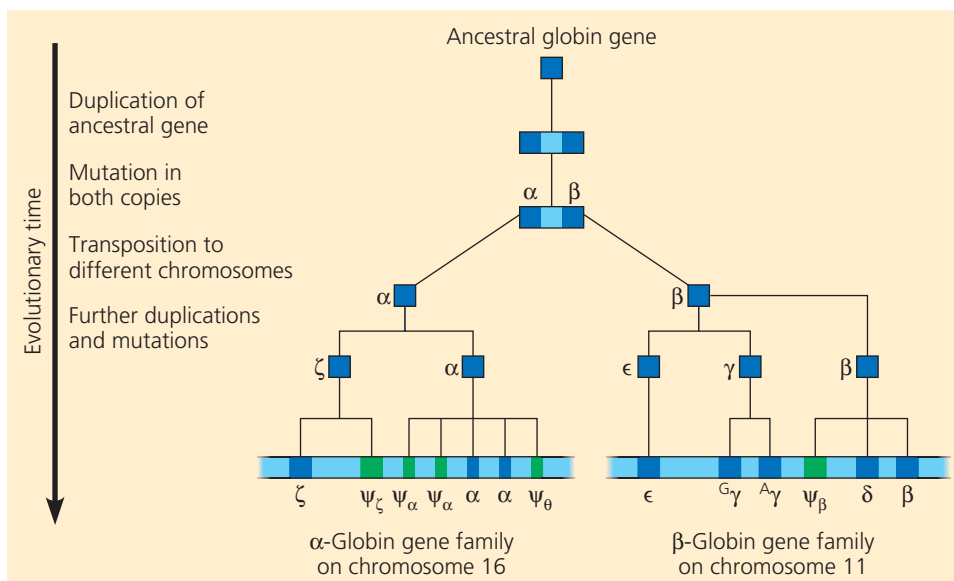 Ancestral globin gene
Evolutionary time
Duplication of
ancestral gene
Mutation in
both copies
Transposition to
different chromosomes
Further duplications
and mutations
α β
α
β
ζ
α
ϵ
γ
β
ζ ψζ ψα ψα α α ψθ
ϵ ᴳγ ᴬγ ψβ δ β
α-Globin gene family
on chromosome 16
β-Globin gene family
on chromosome 11